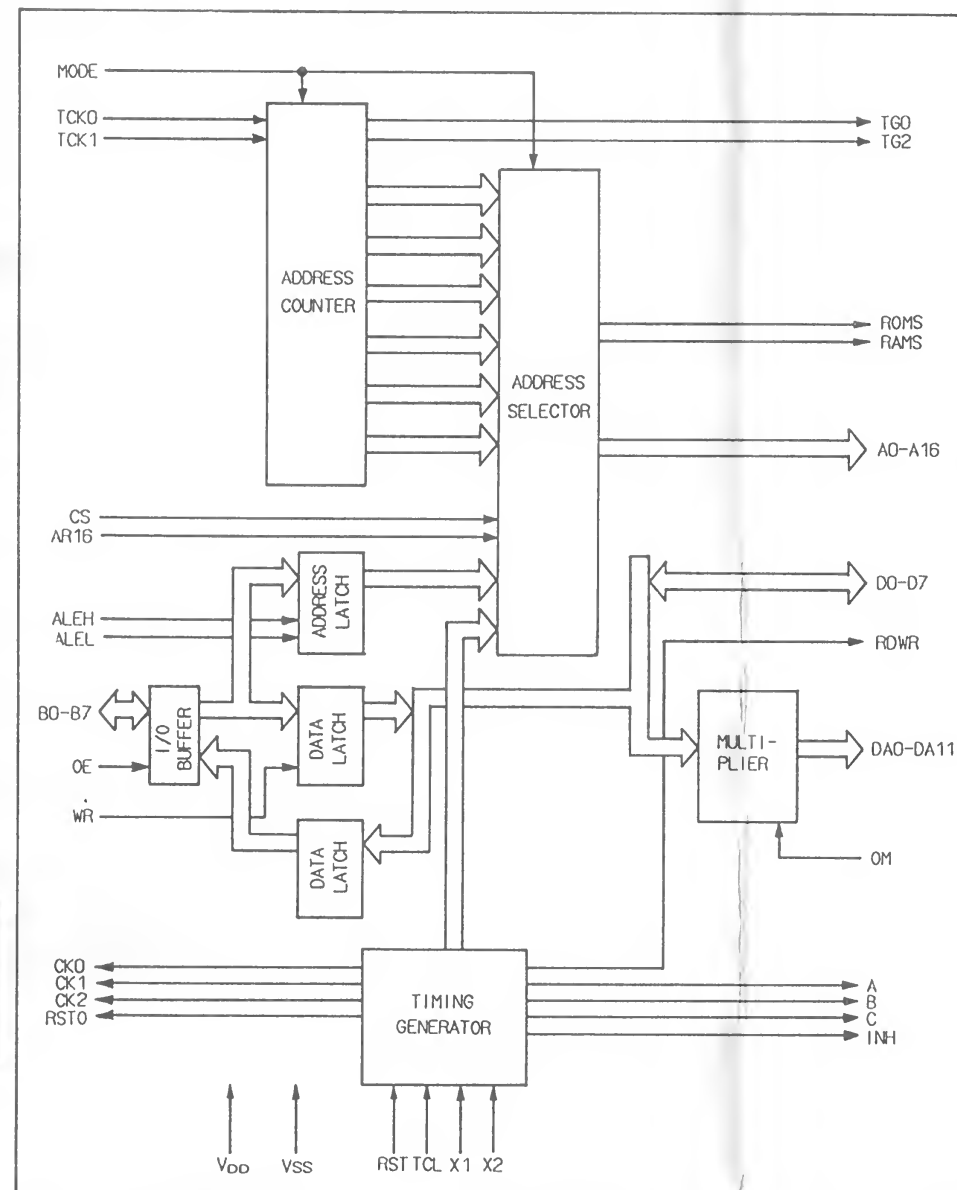 MODE
TCK0
TCK1
TG0
TG2
ADDRESS
COUNTER
ROMS
RAMS
ADDRESS
SELECTOR
A0-A16
CS
AR16
ADDRESS
LATCH
D0-D7
ALEH
ALEL
RDWR
B0-B7
I/O
BUFFER
DATA
LATCH
MULTI-
PLIER
DA0-DA11
OE
WR
DATA
LATCH
OM
CK0
CK1
CK2
RST0
TIMING
GENERATOR
A
B
C
INH
VDD
VSS
RST TCL X1 X2